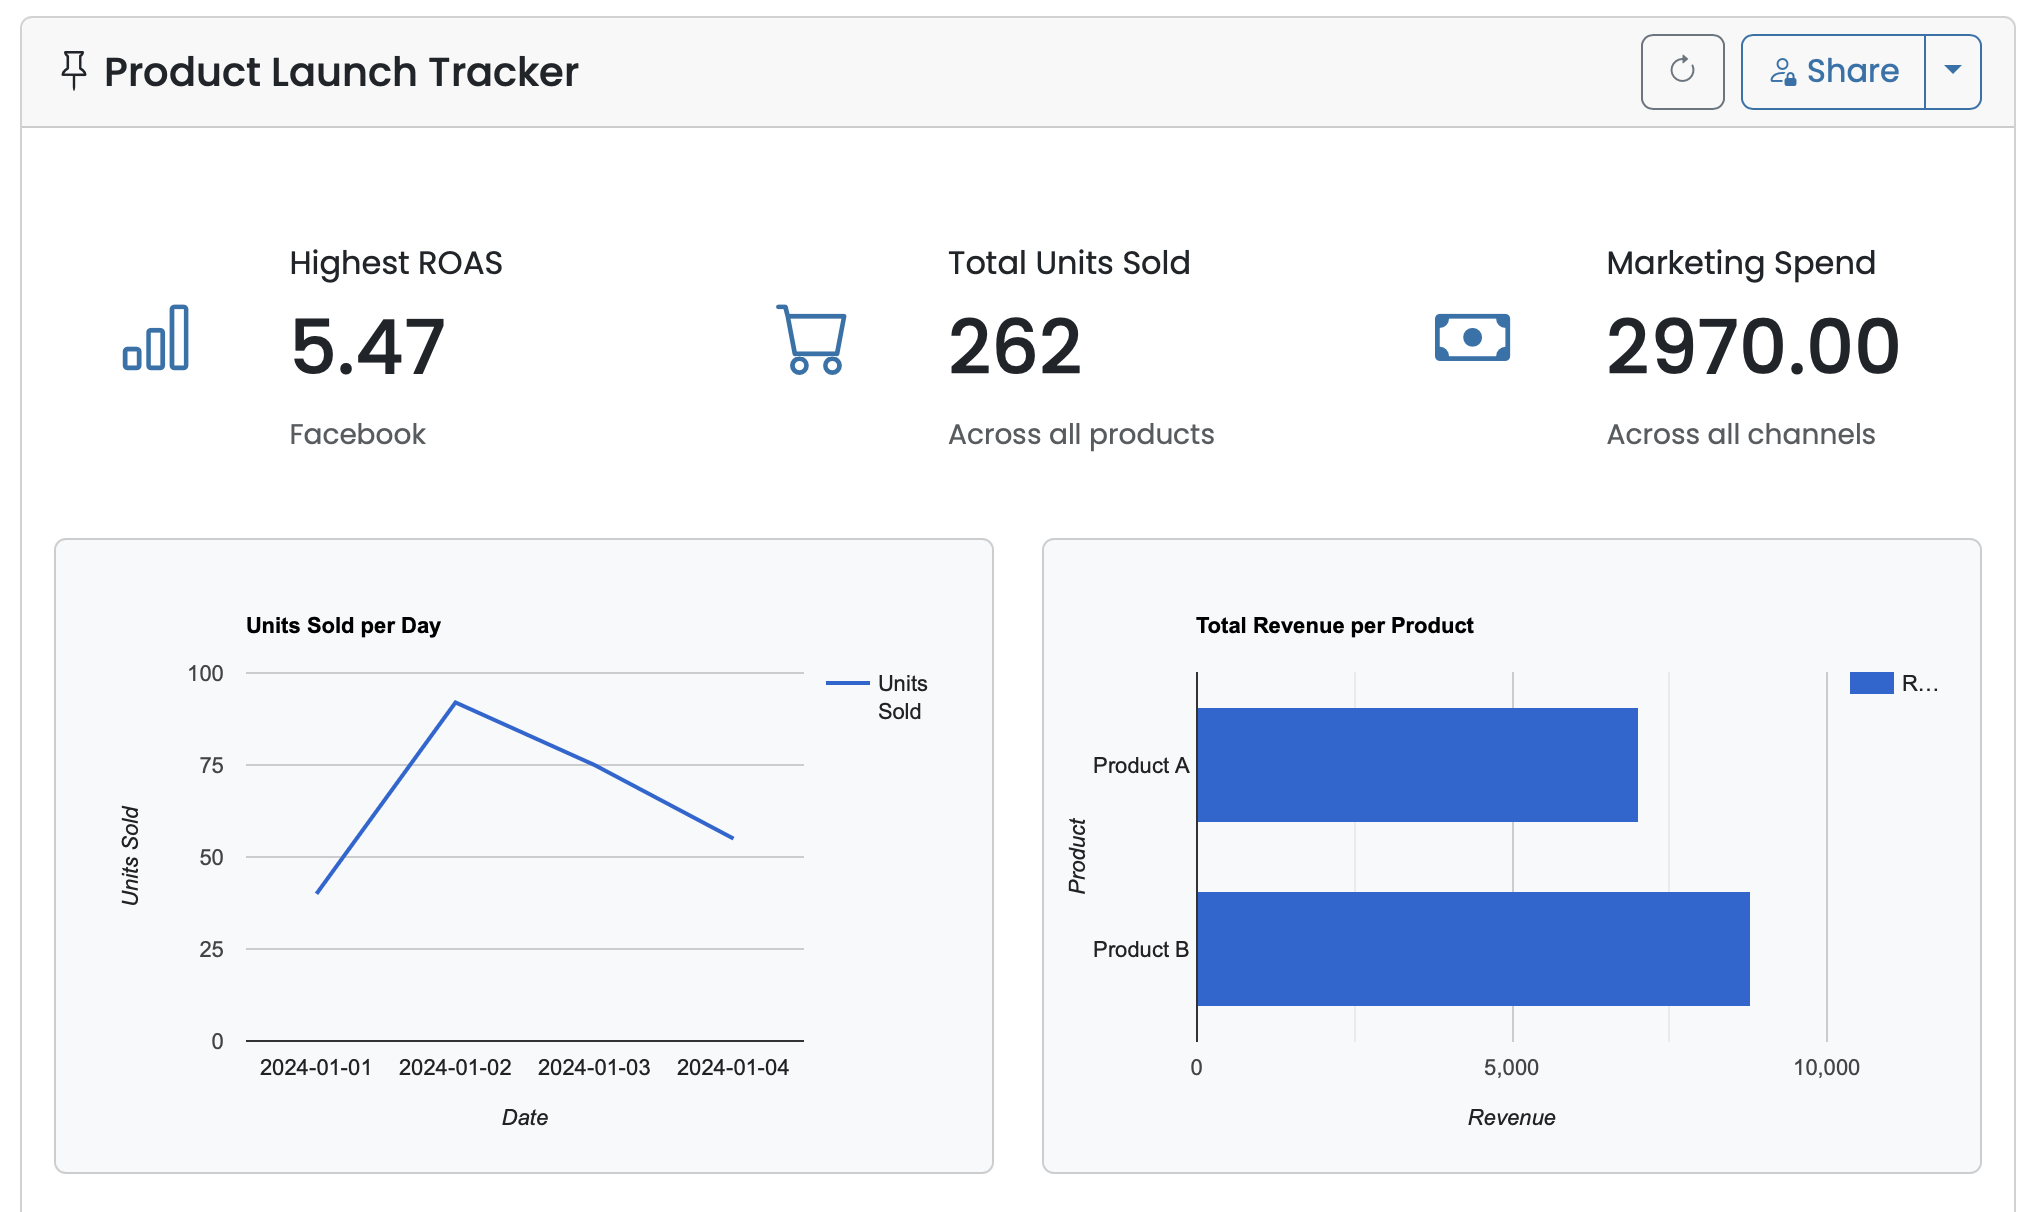 Product Launch Tracker
Share
Highest ROAS
5.47
Facebook
Total Units Sold
262
Across all products
Marketing Spend
2970.00
Across all channels
Units Sold per Day
100
75
50
25
0
Units Sold
2024-01-01 2024-01-02 2024-01-03 2024-01-04
Date
Units
Sold
Total Revenue per Product
Product A
Product B
Product
0 5,000 10,000
Revenue
R...